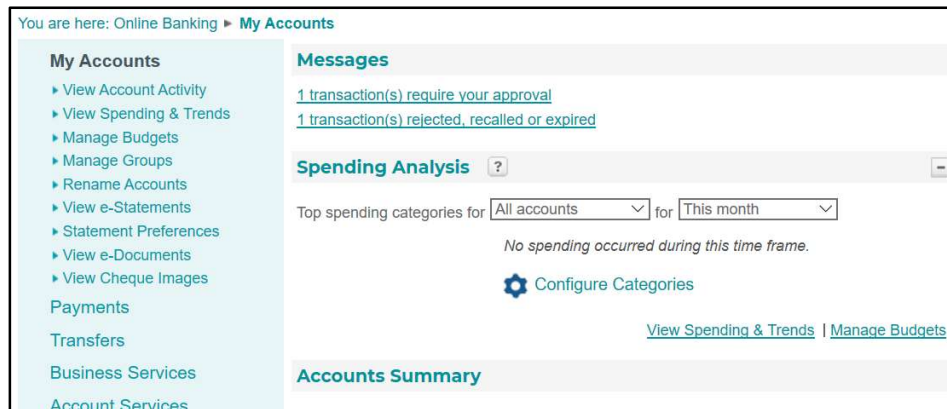 You are here: Online Banking ▸ My Accounts
My Accounts
▸ View Account Activity
▸ View Spending & Trends
▸ Manage Budgets
▸ Manage Groups
▸ Rename Accounts
▸ View e-Statements
▸ Statement Preferences
▸ View e-Documents
▸ View Cheque Images
Payments
Transfers
Business Services
Account Services
Messages
1 transaction(s) require your approval
1 transaction(s) rejected, recalled or expired
Spending Analysis ?
Top spending categories for All accounts for This month
No spending occurred during this time frame.
Configure Categories
View Spending & Trends | Manage Budgets
Accounts Summary